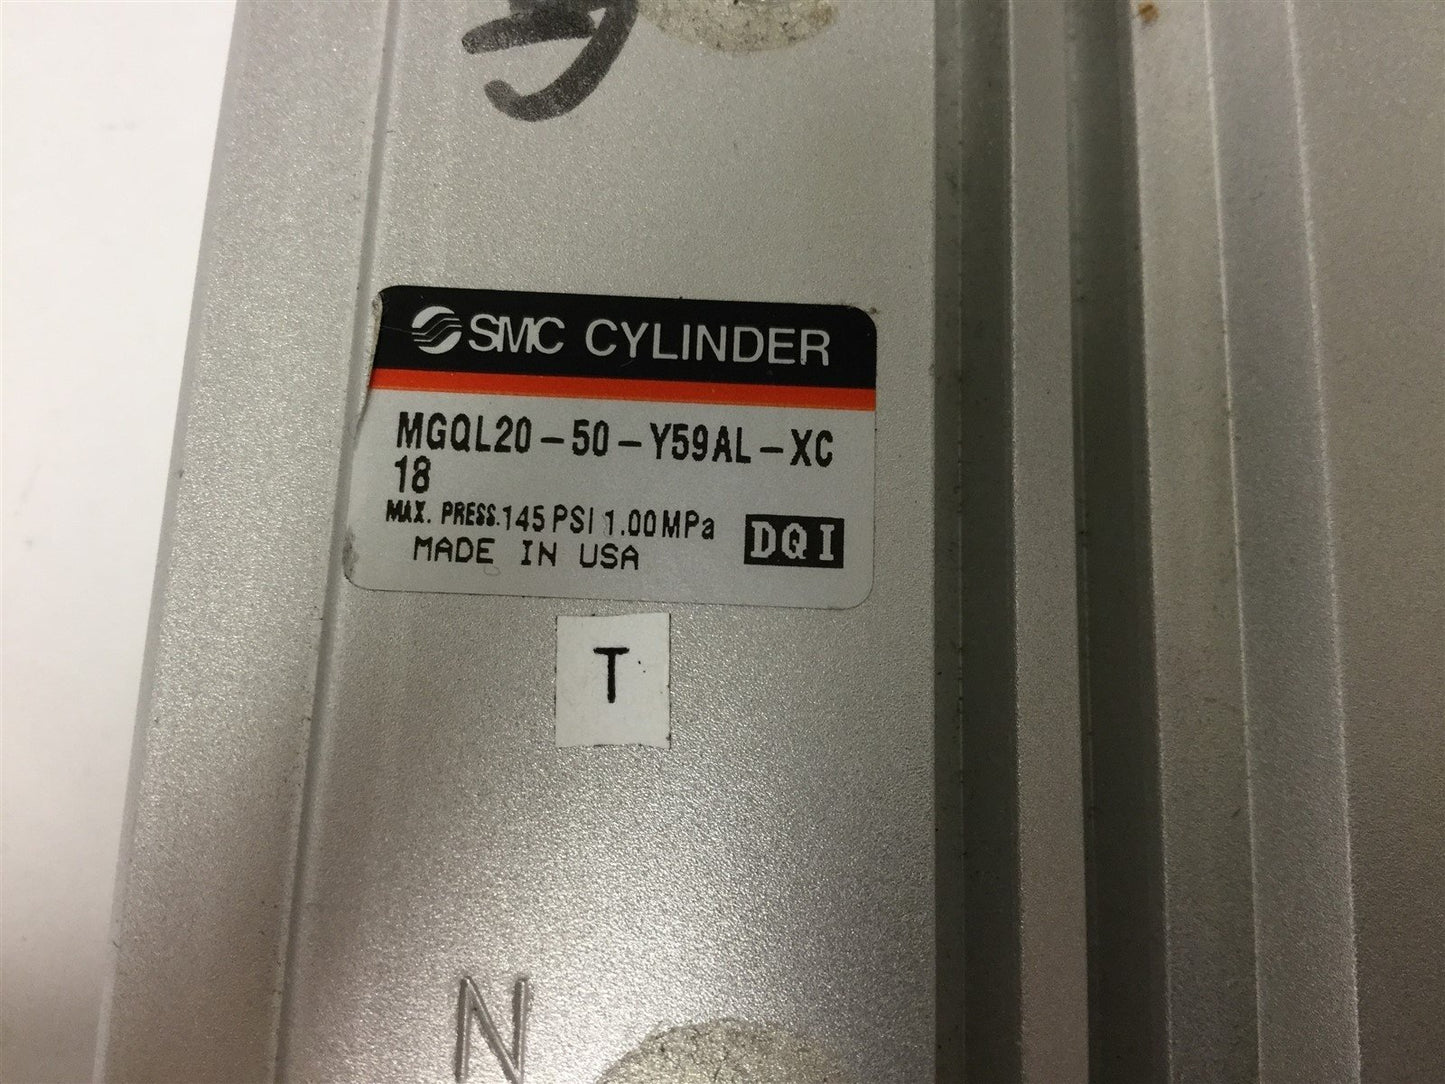 SMC CYLINDER
MGQL20-50-Y59AL-XC
18
MAX. PRESS. 145 PSI 1.00 MPa
MADE IN USA
DQI
T
N